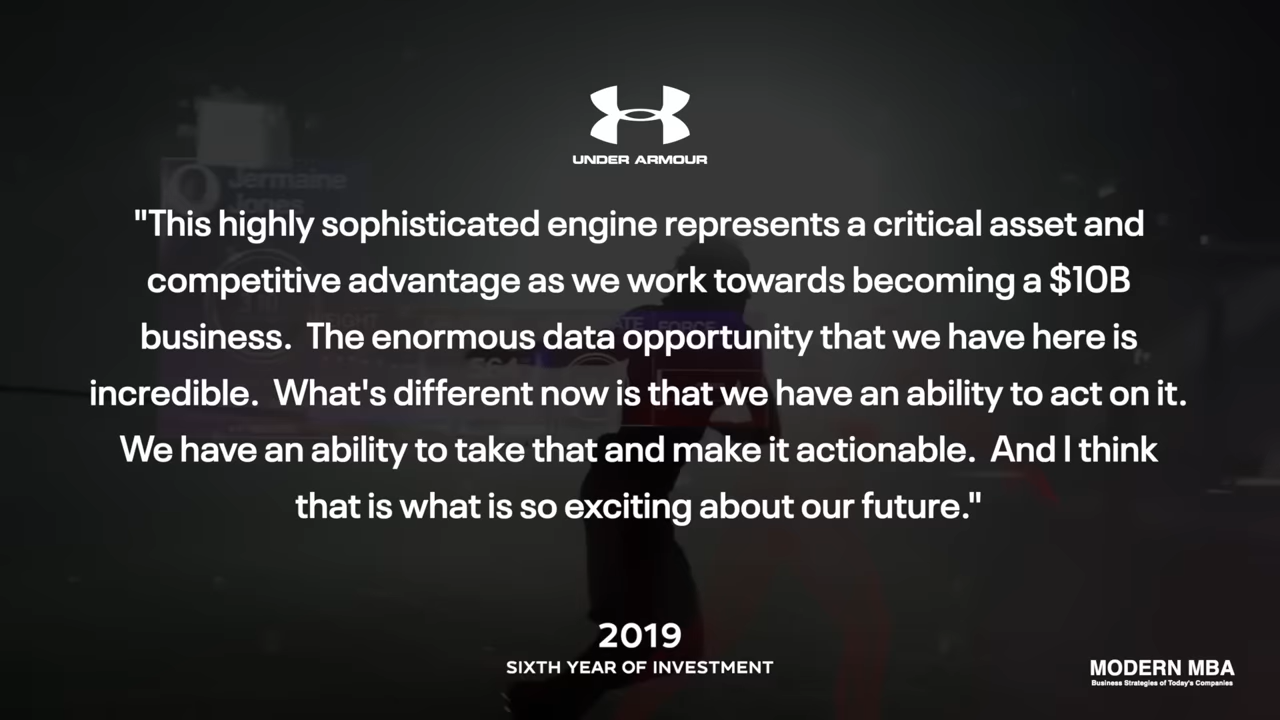 UNDER ARMOUR
Jermaine
Jones
"This highly sophisticated engine represents a critical asset and
competitive advantage as we work towards becoming a $10B
business.  The enormous data opportunity that we have here is
incredible.  What's different now is that we have an ability to act on it.
We have an ability to take that and make it actionable.  And I think
that is what is so exciting about our future."
2019
SIXTH YEAR OF INVESTMENT
MODERN MBA
Business Strategies of Today's Companies